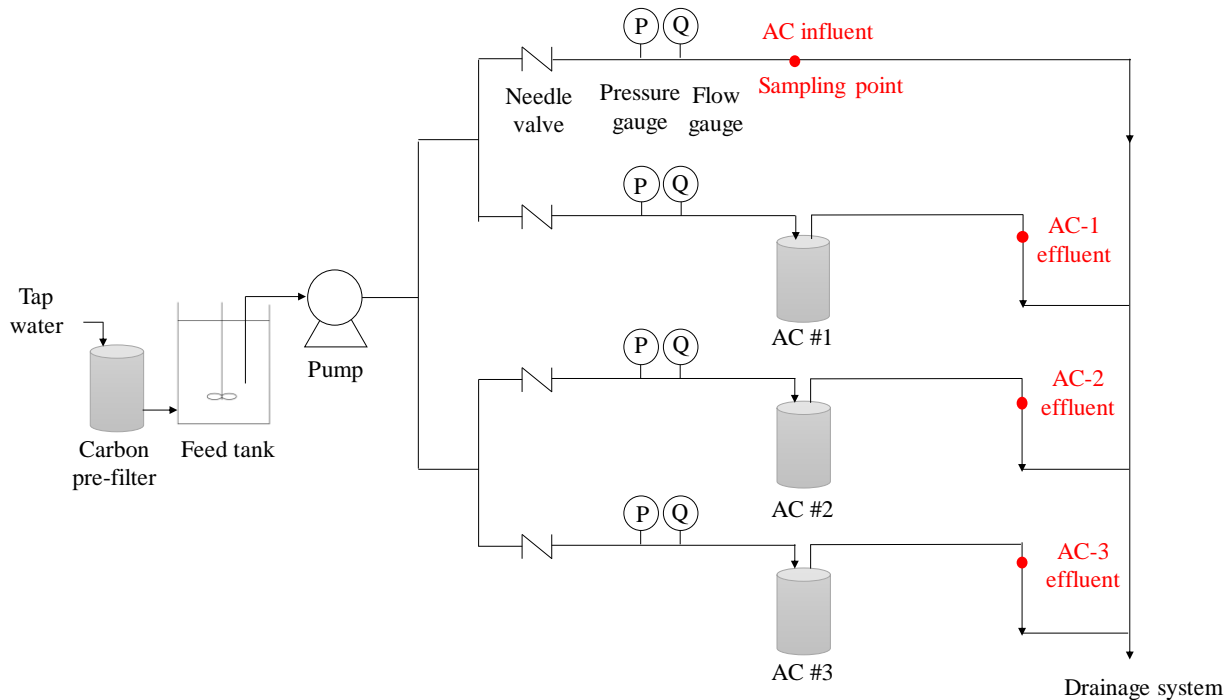 P Q
AC influent
Sampling point
Needle
valve
Pressure
gauge
Flow
gauge
P Q
AC-1
effluent
AC #1
Tap
water
Pump
Carbon
pre-filter
Feed tank
P Q
AC-2
effluent
AC #2
P Q
AC-3
effluent
AC #3
Drainage system